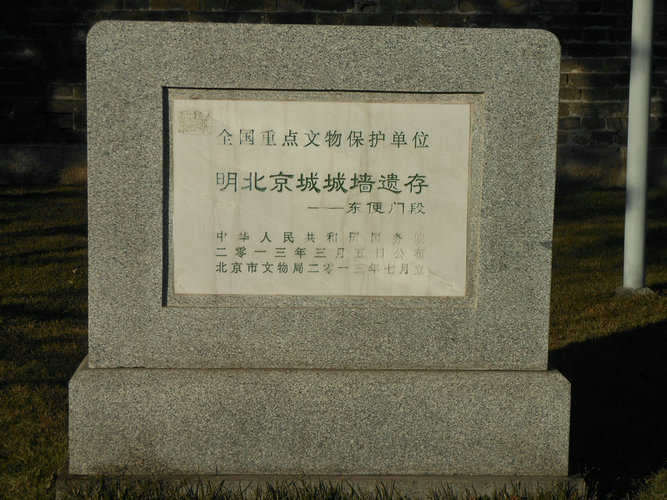 全国重点文物保护单位
明北京城城墙遗存
——东便门段
中华人民共和国国务院
二零一三年三月五日公布
北京市文物局二零一三年七月立